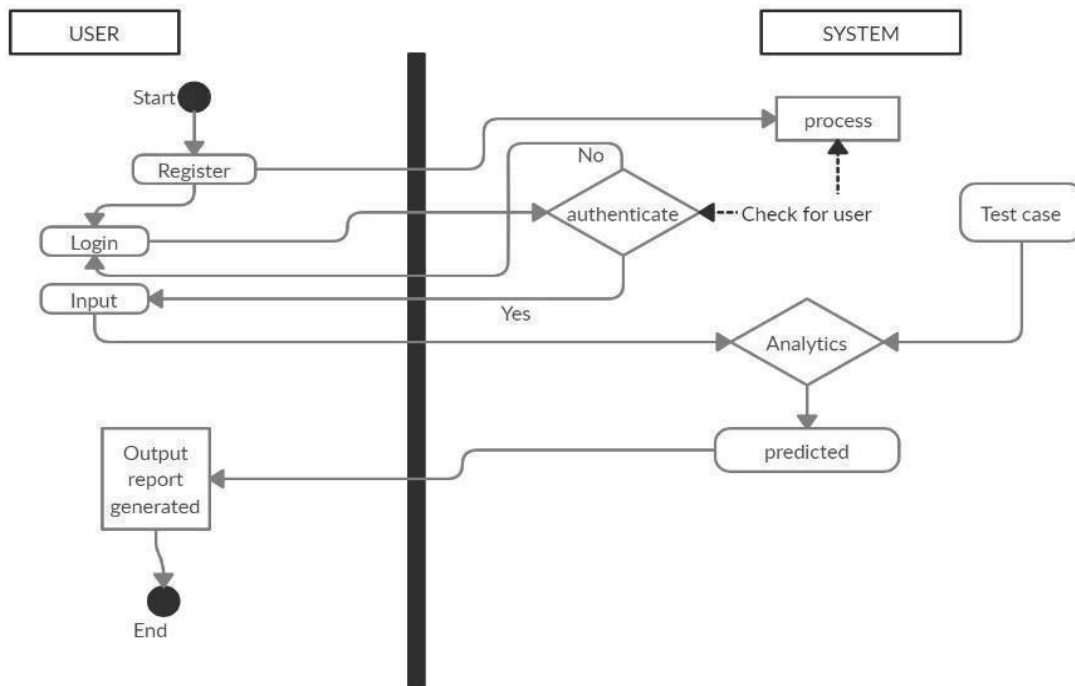 USER
SYSTEM
Start
process
Register
No
authenticate
Check for user
Test case
Login
Input
Yes
Analytics
Output
report
generated
predicted
End